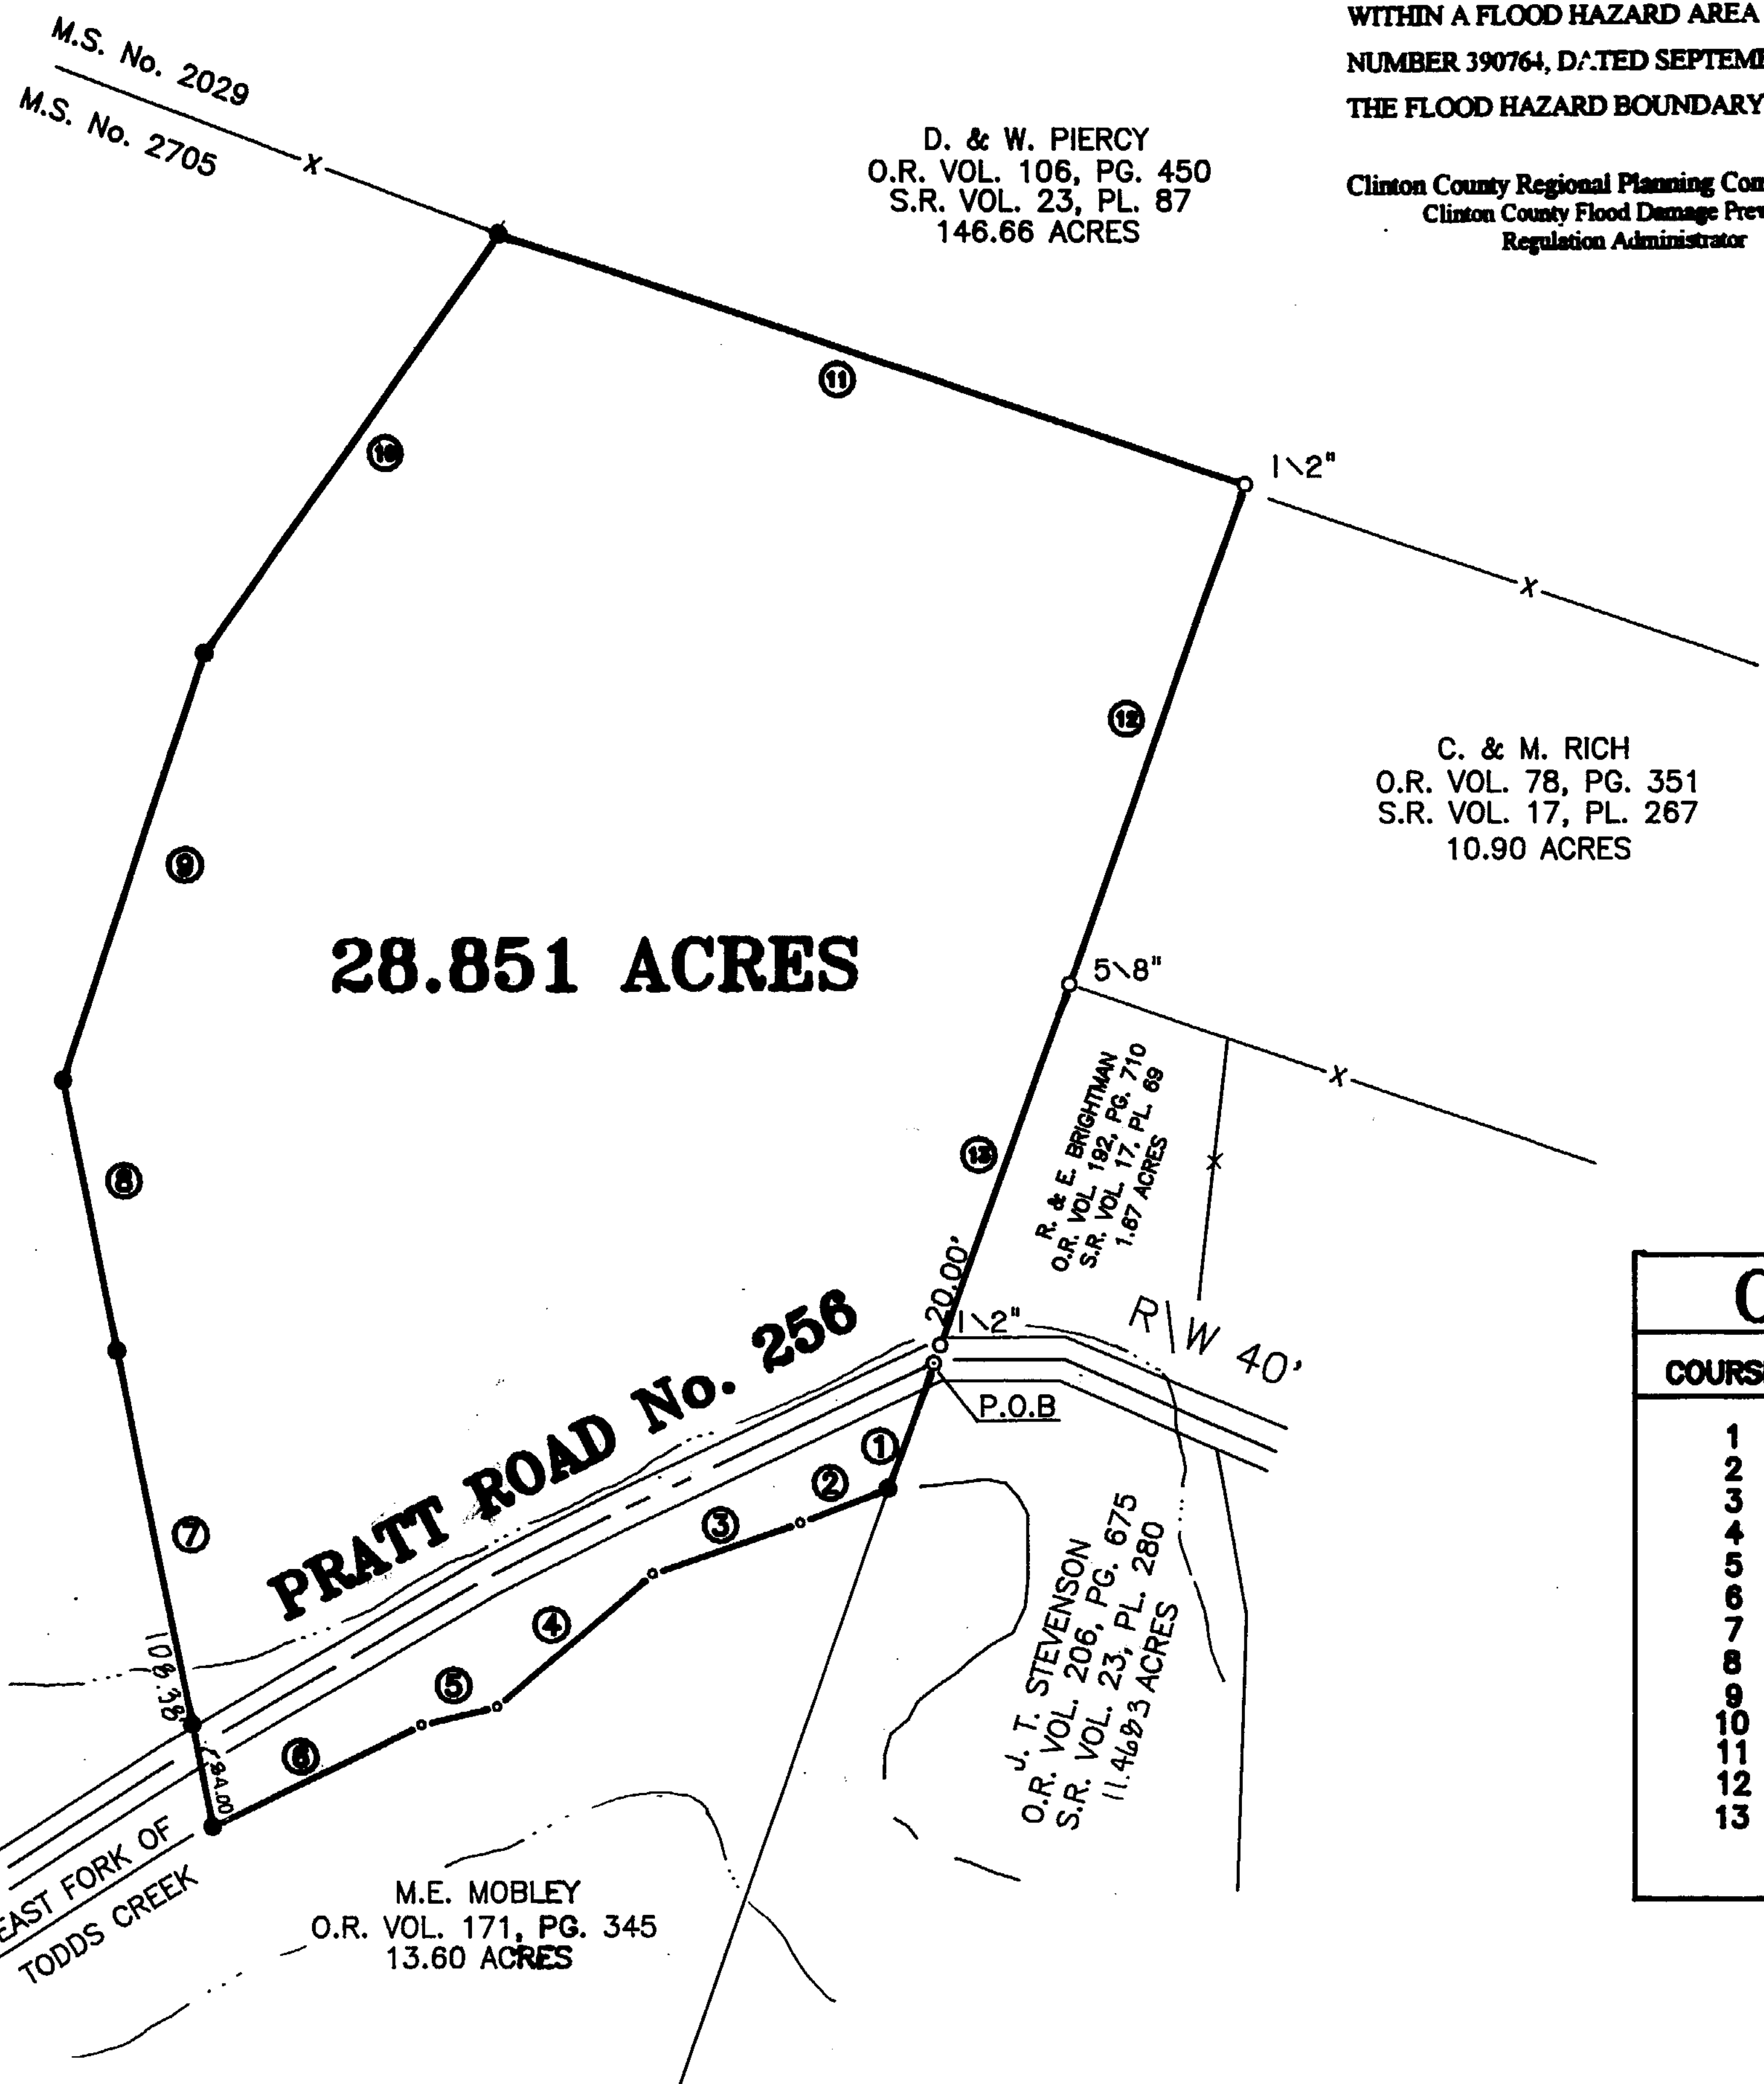 WITHIN A FLOOD HAZARD AREA
NUMBER 390764, DATED
THE FLOOD HAZARD BOUNDARY
Clinton County Regional Planning
Clinton County Flood Damage
Regulation Administrator
M.S. No. 2029
M.S. No. 2705
X
D. & W. PIERCY
O.R. VOL. 106, PG. 450
S.R. VOL. 23, PL. 87
146.66 ACRES
11
10
1\2"
X
12
C. & M. RICH
O.R. VOL. 78, PG. 351
S.R. VOL. 17, PL. 267
10.90 ACRES
9
28.851 ACRES
5\8"
X
R. & E. BRIGHTMAN
O.R. VOL. 192, PG. 710
S.R. VOL. 17, PL. 69
1.67 ACRES
X
13
8
20.00'
1\2"
R\W 40'
P.O.B
PRATT ROAD No. 256
1
2
3
4
5
6
7
108.38'
84.00
J. T. STEVENSON
O.R. VOL. 206, PG. 675
S.R. VOL. 23, PL. 280
ACRES
EAST FORK OF
TODDS CREEK
M.E. MOBLEY
O.R. VOL. 171, PG. 345
13.60 ACRES
1
2
3
4
5
6
7
8
9
10
11
12
13